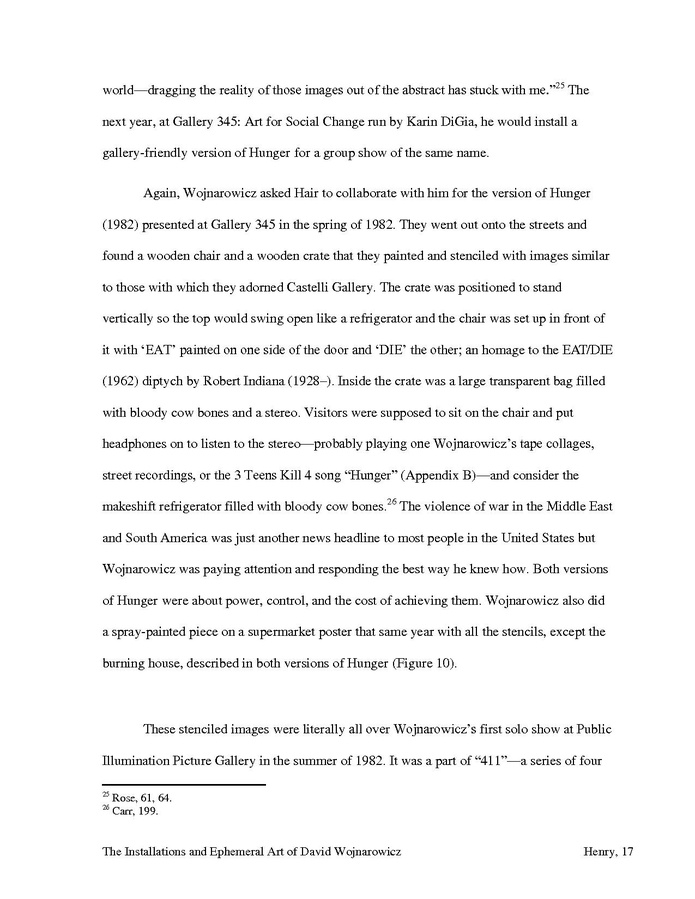 world—dragging the reality of those images out of the abstract has stuck with me.”25 The
next year, at Gallery 345: Art for Social Change run by Karin DiGia, he would install a
gallery-friendly version of Hunger for a group show of the same name.
Again, Wojnarowicz asked Hair to collaborate with him for the version of Hunger
(1982) presented at Gallery 345 in the spring of 1982. They went out onto the streets and
found a wooden chair and a wooden crate that they painted and stenciled with images similar
to those with which they adorned Castelli Gallery. The crate was positioned to stand
vertically so the top would swing open like a refrigerator and the chair was set up in front of
it with ‘EAT’ painted on one side of the door and ‘DIE’ the other; an homage to the EAT/DIE
(1962) diptych by Robert Indiana (1928–). Inside the crate was a large transparent bag filled
with bloody cow bones and a stereo. Visitors were supposed to sit on the chair and put
headphones on to listen to the stereo—probably playing one Wojnarowicz’s tape collages,
street recordings, or the 3 Teens Kill 4 song “Hunger” (Appendix B)—and consider the
makeshift refrigerator filled with bloody cow bones.26 The violence of war in the Middle East
and South America was just another news headline to most people in the United States but
Wojnarowicz was paying attention and responding the best way he knew how. Both versions
of Hunger were about power, control, and the cost of achieving them. Wojnarowicz also did
a spray-painted piece on a supermarket poster that same year with all the stencils, except the
burning house, described in both versions of Hunger (Figure 10).
These stenciled images were literally all over Wojnarowicz’s first solo show at Public
Illumination Picture Gallery in the summer of 1982. It was a part of “411”—a series of four
25 Rose, 61, 64.
26 Carr, 199.
The Installations and Ephemeral Art of David Wojnarowicz Henry, 17